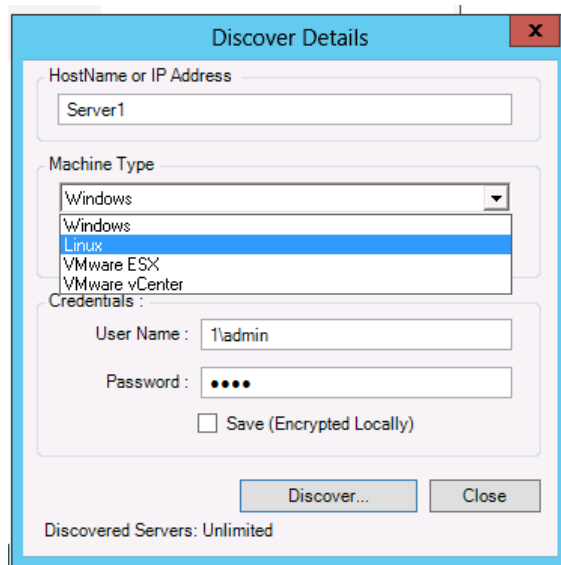 Discover Details
x
HostName or IP Address
Server1
Machine Type
Windows
Windows
Linux
VMware ESX
VMware vCenter
Credentials :
User Name : 1\admin
Password : ●●●●
Save (Encrypted Locally)
Discover... Close
Discovered Servers: Unlimited